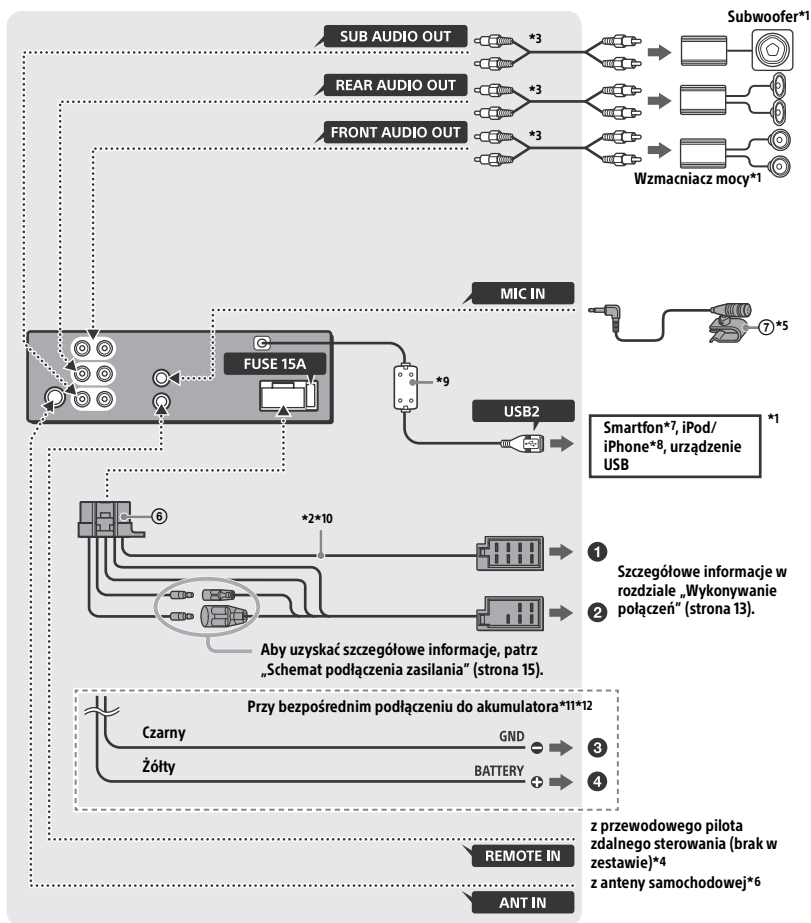 Subwoofer*1
SUB AUDIO OUT
*3
REAR AUDIO OUT
*3
FRONT AUDIO OUT
*3
Wzmacniacz mocy*1
MIC IN
⑦*5
FUSE 15A
*9
USB2
*1
Smartfon*7, iPod/
iPhone*8, urządzenie
USB
⑥
*2*10
❶
Szczegółowe informacje w
rozdziale „Wykonywanie
połączeń” (strona 13).
❷
Aby uzyskać szczegółowe informacje, patrz
„Schemat podłączenia zasilania” (strona 15).
Przy bezpośrednim podłączeniu do akumulatora*11*12
Czarny
GND
❸
Żółty
BATTERY
❹
z przewodowego pilota
zdalnego sterowania (brak w
zestawie)*4
REMOTE IN
z anteny samochodowej*6
ANT IN